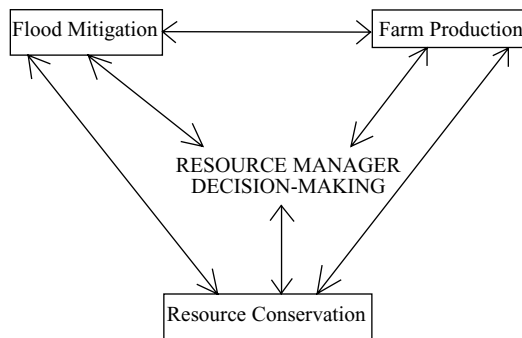 Flood Mitigation
Farm Production
RESOURCE MANAGER
DECISION-MAKING
Resource Conservation